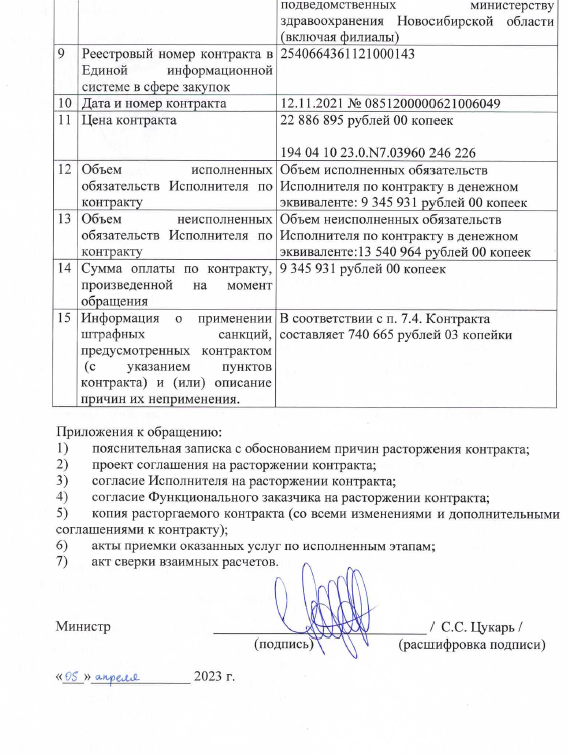 подведомственных министерству
здравоохранения Новосибирской области
(включая филиалы)
9 Реестровый номер контракта в 2540664361121000143
Единой информационной
системе в сфере закупок
10 Дата и номер контракта 12.11.2021 № 0851200000621006049
11 Цена контракта 22 886 895 рублей 00 копеек
194 04 10 23.0.N7.03960 246 226
12 Объем исполненных Объем исполненных обязательств
обязательств Исполнителя по Исполнителя по контракту в денежном
контракту эквиваленте: 9 345 931 рублей 00 копеек
13 Объем неисполненных Объем неисполненных обязательств
обязательств Исполнителя по Исполнителя по контракту в денежном
контракту эквиваленте:13 540 964 рублей 00 копеек
14 Сумма оплаты по контракту, 9 345 931 рублей 00 копеек
произведенной на момент
обращения
15 Информация о применении В соответствии с п. 7.4. Контракта
штрафных санкций, составляет 740 665 рублей 03 копейки
предусмотренных контрактом
(с указанием пунктов
контракта) и (или) описание
причин их неприменения.
Приложения к обращению:
1) пояснительная записка с обоснованием причин расторжения контракта;
2) проект соглашения на расторжении контракта;
3) согласие Исполнителя на расторжении контракта;
4) согласие Функционального заказчика на расторжении контракта;
5) копия расторгаемого контракта (со всеми изменениями и дополнительными
соглашениями к контракту);
6) акты приемки оказанных услуг по исполненным этапам;
7) акт сверки взаимных расчетов.
Министр / С.С. Цукарь /
(подпись) (расшифровка подписи)
«05» апреля 2023 г.